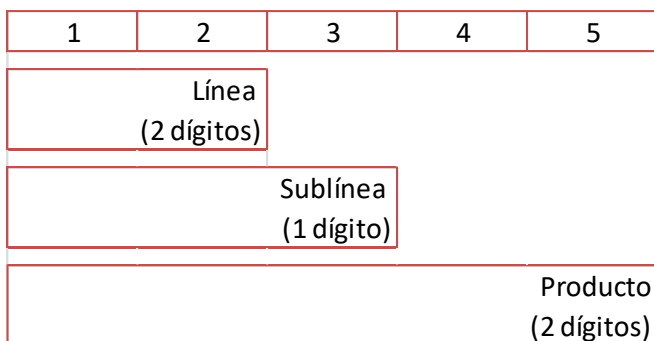 1 2 3 4 5
Línea
(2 dígitos)
Sublínea
(1 dígito)
Producto
(2 dígitos)